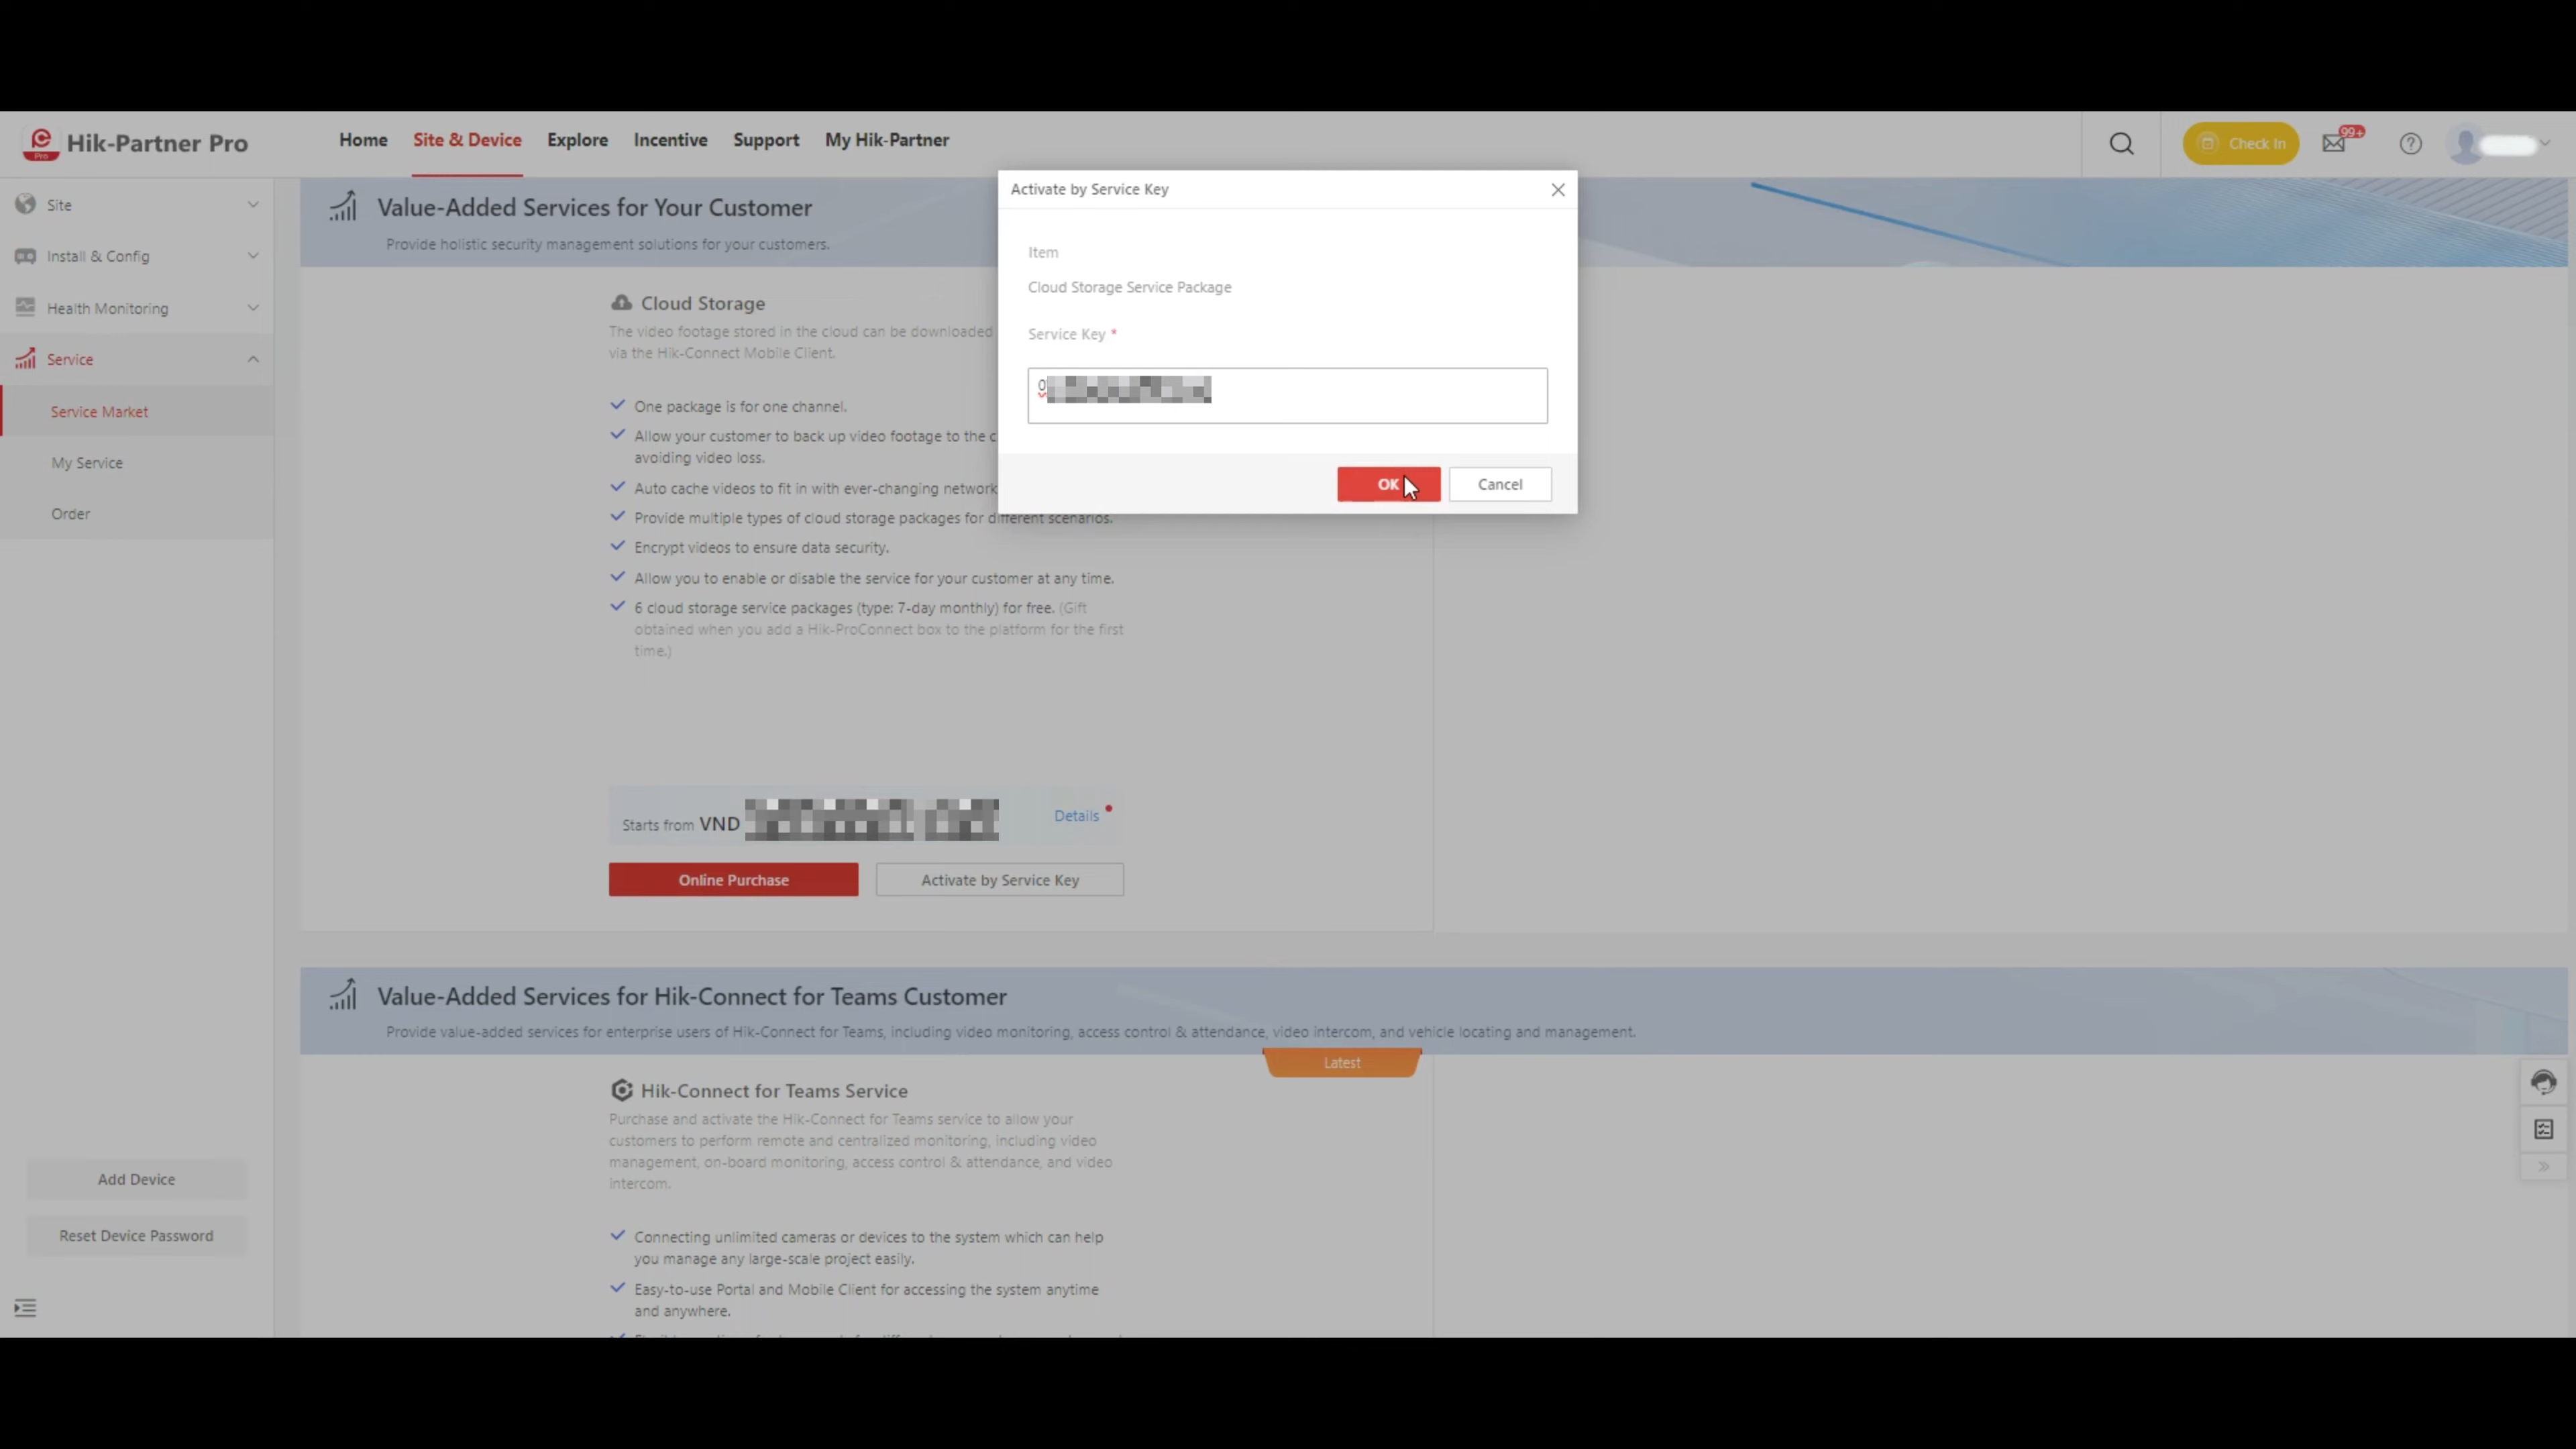 Hik-Partner Pro
Pro
Home
Site & Device
Explore
Incentive
Support
My Hik-Partner
Check In
99+
Site
Install & Config
Health Monitoring
Service
Service Market
My Service
Order
Add Device
Reset Device Password
Value-Added Services for Your Customer
Provide holistic security management solutions for your customers.
Cloud Storage
The video footage stored in the cloud can be downloaded
via the Hik-Connect Mobile Client.
One package is for one channel.
Allow your customer to back up video footage to the c
avoiding video loss.
Auto cache videos to fit in with ever-changing network
Provide multiple types of cloud storage packages for different scenarios.
Encrypt videos to ensure data security.
Allow you to enable or disable the service for your customer at any time.
6 cloud storage service packages (type: 7-day monthly) for free. (Gift
obtained when you add a Hik-ProConnect box to the platform for the first
time.)
Starts from VND
Details
Online Purchase
Activate by Service Key
Activate by Service Key
Item
Cloud Storage Service Package
Service Key *
0
OK
Cancel
Value-Added Services for Hik-Connect for Teams Customer
Provide value-added services for enterprise users of Hik-Connect for Teams, including video monitoring, access control & attendance, video intercom, and vehicle locating and management.
Latest
Hik-Connect for Teams Service
Purchase and activate the Hik-Connect for Teams service to allow your
customers to perform remote and centralized monitoring, including video
management, on-board monitoring, access control & attendance, and video
intercom.
Connecting unlimited cameras or devices to the system which can help
you manage any large-scale project easily.
Easy-to-use Portal and Mobile Client for accessing the system anytime
and anywhere.